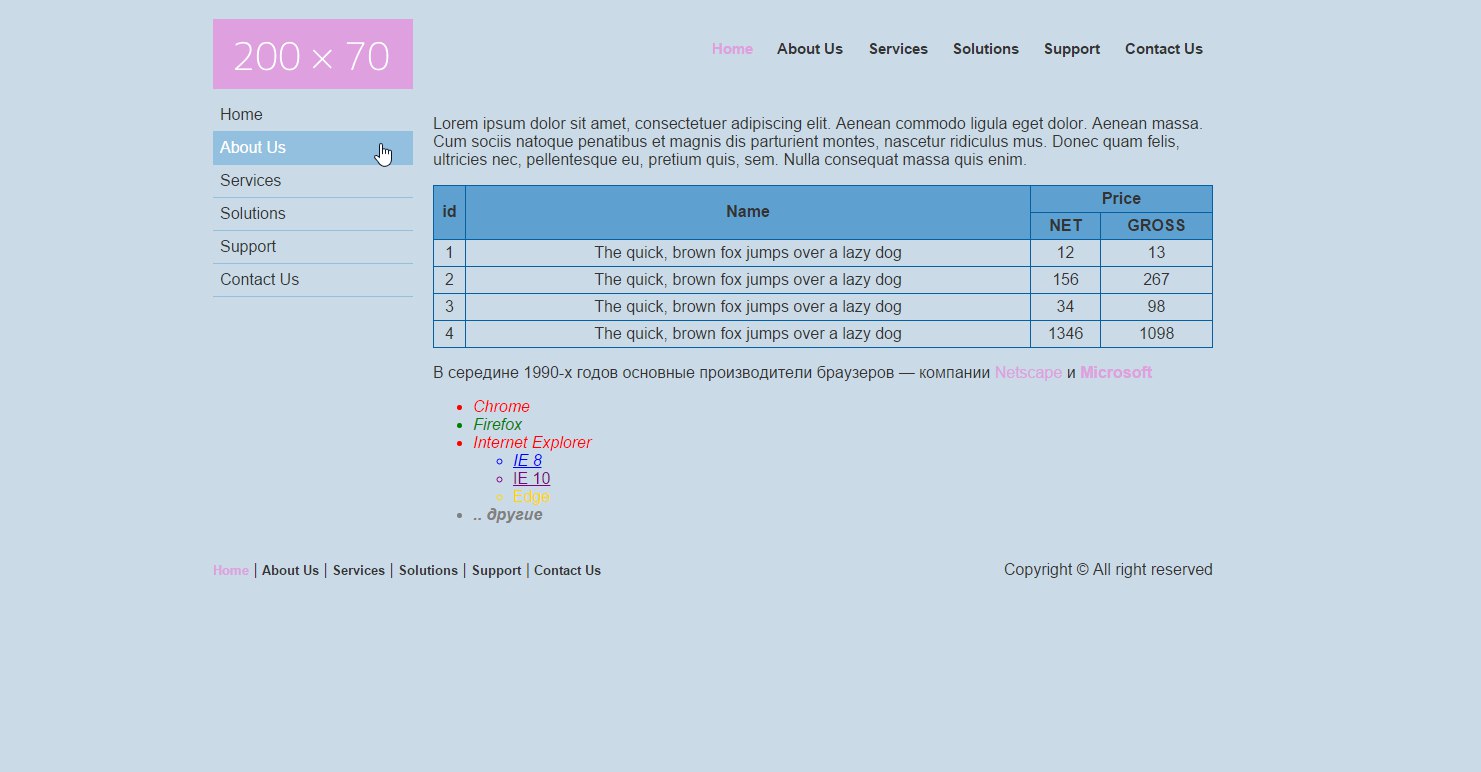 200 × 70
Home About Us Services Solutions Support Contact Us
Home
About Us
Services
Solutions
Support
Contact Us
Lorem ipsum dolor sit amet, consectetuer adipiscing elit. Aenean commodo ligula eget dolor. Aenean massa.
Cum sociis natoque penatibus et magnis dis parturient montes, nascetur ridiculus mus. Donec quam felis,
ultricies nec, pellentesque eu, pretium quis, sem. Nulla consequat massa quis enim.
id Name Price
NET GROSS
1 The quick, brown fox jumps over a lazy dog 12 13
2 The quick, brown fox jumps over a lazy dog 156 267
3 The quick, brown fox jumps over a lazy dog 34 98
4 The quick, brown fox jumps over a lazy dog 1346 1098
В середине 1990-х годов основные производители браузеров — компании Netscape и Microsoft
Chrome
Firefox
Internet Explorer
IE 8
IE 10
Edge
.. другие
Home | About Us | Services | Solutions | Support | Contact Us
Copyright © All right reserved